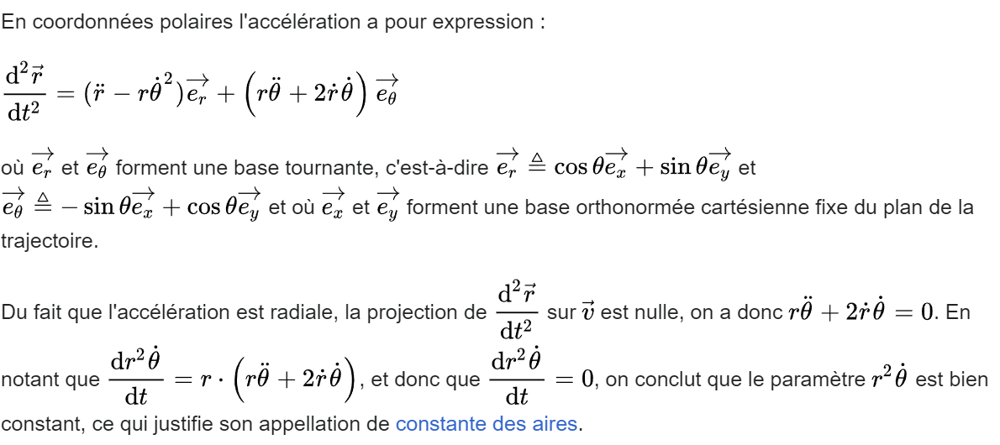 En coordonnées polaires l'accélération a pour expression :
$\frac{\mathrm{d}^2\vec{r}}{\mathrm{d}t^2} = (\ddot{r} - r\dot{\theta}^2)\overrightarrow{e_r} + \left(r\ddot{\theta} + 2\dot{r}\dot{\theta}\right)\overrightarrow{e_\theta}$
où $\overrightarrow{e_r}$ et $\overrightarrow{e_\theta}$ forment une base tournante, c'est-à-dire $\overrightarrow{e_r} \triangleq \cos\theta\overrightarrow{e_x} + \sin\theta\overrightarrow{e_y}$ et
$\overrightarrow{e_\theta} \triangleq -\sin\theta\overrightarrow{e_x} + \cos\theta\overrightarrow{e_y}$ et où $\overrightarrow{e_x}$ et $\overrightarrow{e_y}$ forment une base orthonormée cartésienne fixe du plan de la
trajectoire.
Du fait que l'accélération est radiale, la projection de $\frac{\mathrm{d}^2\vec{r}}{\mathrm{d}t^2}$ sur $\vec{v}$ est nulle, on a donc $r\ddot{\theta} + 2\dot{r}\dot{\theta} = 0$. En
notant que $\frac{\mathrm{d}r^2\dot{\theta}}{\mathrm{d}t} = r \cdot \left(r\ddot{\theta} + 2\dot{r}\dot{\theta}\right)$, et donc que $\frac{\mathrm{d}r^2\dot{\theta}}{\mathrm{d}t} = 0$, on conclut que le paramètre $r^2\dot{\theta}$ est bien
constant, ce qui justifie son appellation de constante des aires.